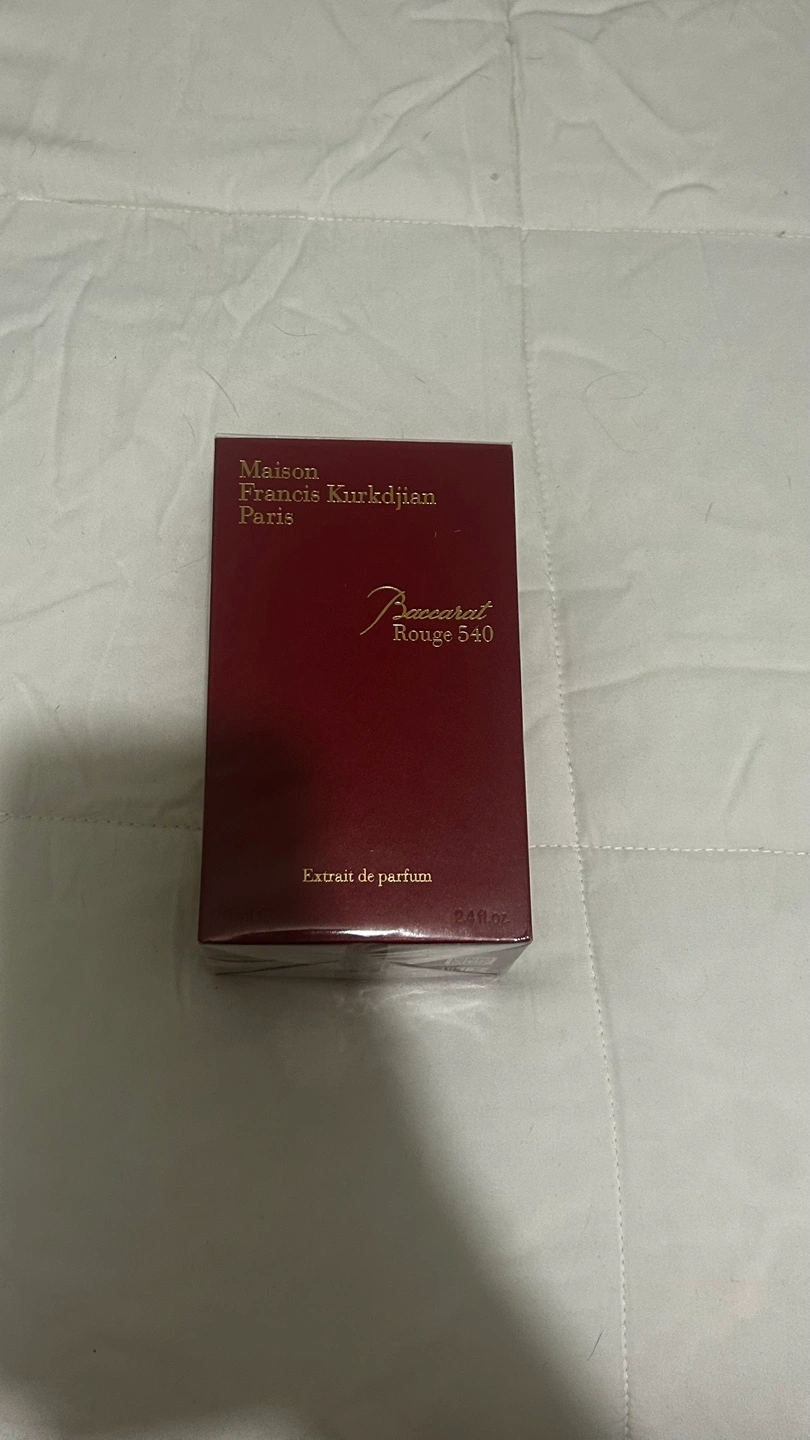 Maison
Francis Kurkdjian
Paris
Baccarat
Rouge 540
Extrait de parfum
2.4 fl.oz.